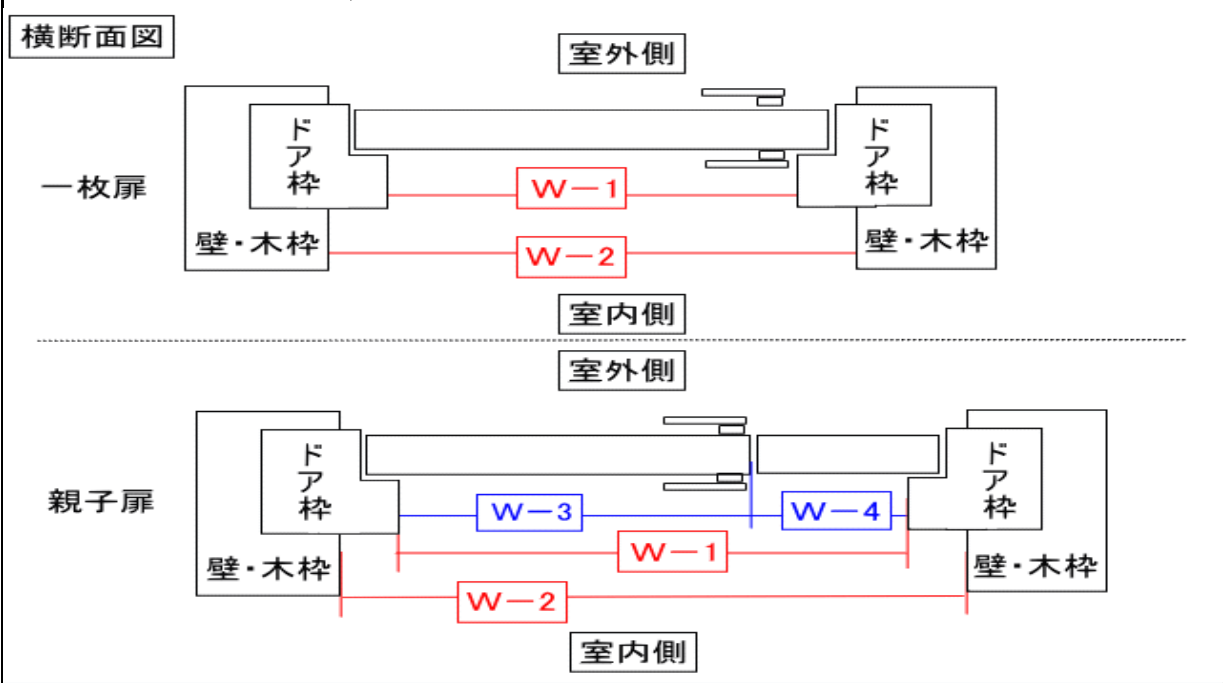 横断面図
室外側
一枚扉
ドア枠
ドア枠
W－1
壁・木枠
壁・木枠
W－2
室内側
室外側
親子扉
ドア枠
ドア枠
W－3
W－4
W－1
壁・木枠
壁・木枠
W－2
室内側